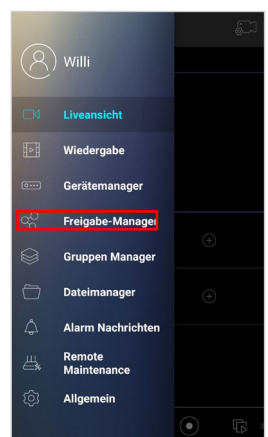 Willi
Liveansicht
Wiedergabe
Gerätemanager
Freigabe-Manager
Gruppen Manager
Dateimanager
Alarm Nachrichten
Remote
Maintenance
Allgemein